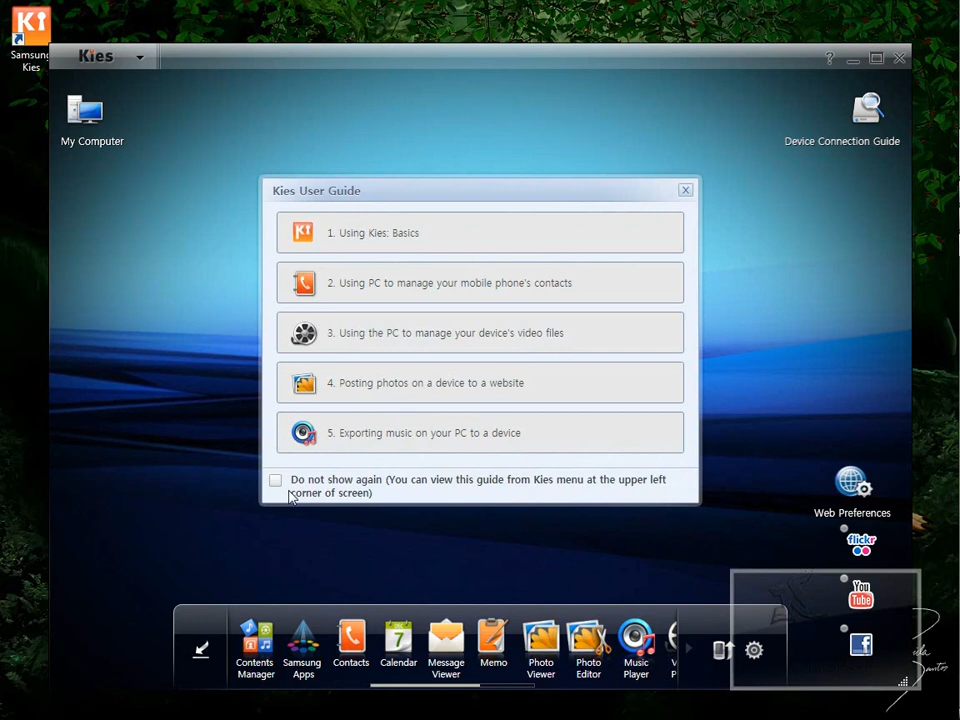 Samsung
Kies
Kies
?
My Computer
Device Connection Guide
Kies User Guide
1. Using Kies: Basics
2. Using PC to manage your mobile phone's contacts
3. Using the PC to manage your device's video files
4. Posting photos on a device to a website
5. Exporting music on your PC to a device
Do not show again (You can view this guide from Kies menu at the upper left
corner of screen)
Web Preferences
flickr
You
Tube
f
DEC
7
Contents
Manager
Samsung
Apps
Contacts
Calendar
Message
Viewer
Memo
Photo
Viewer
Photo
Editor
Music
Player
Santos